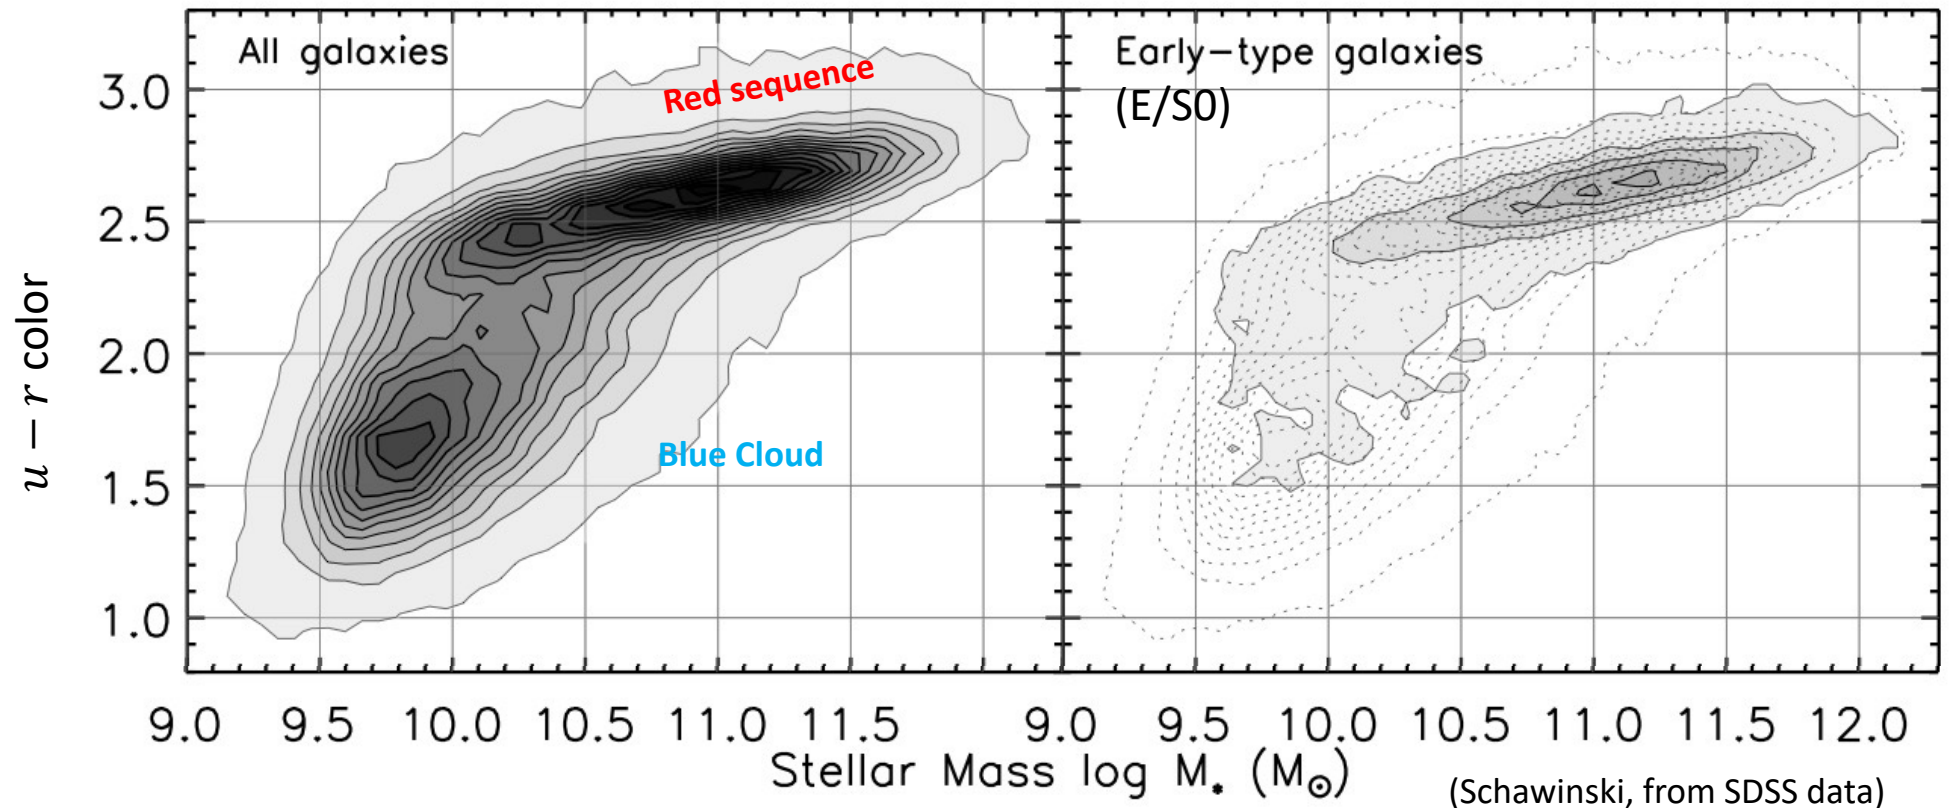 All galaxies
Red sequence
Blue Cloud
Early-type galaxies
(E/S0)
u − r color
3.0
2.5
2.0
1.5
1.0
9.0 9.5 10.0 10.5 11.0 11.5 9.0 9.5 10.0 10.5 11.0 11.5 12.0
Stellar Mass log M* (M⊙)
(Schawinski, from SDSS data)